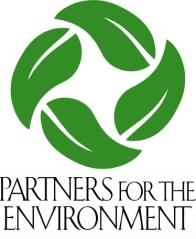 PARTNERS FOR THE
ENVIRONMENT